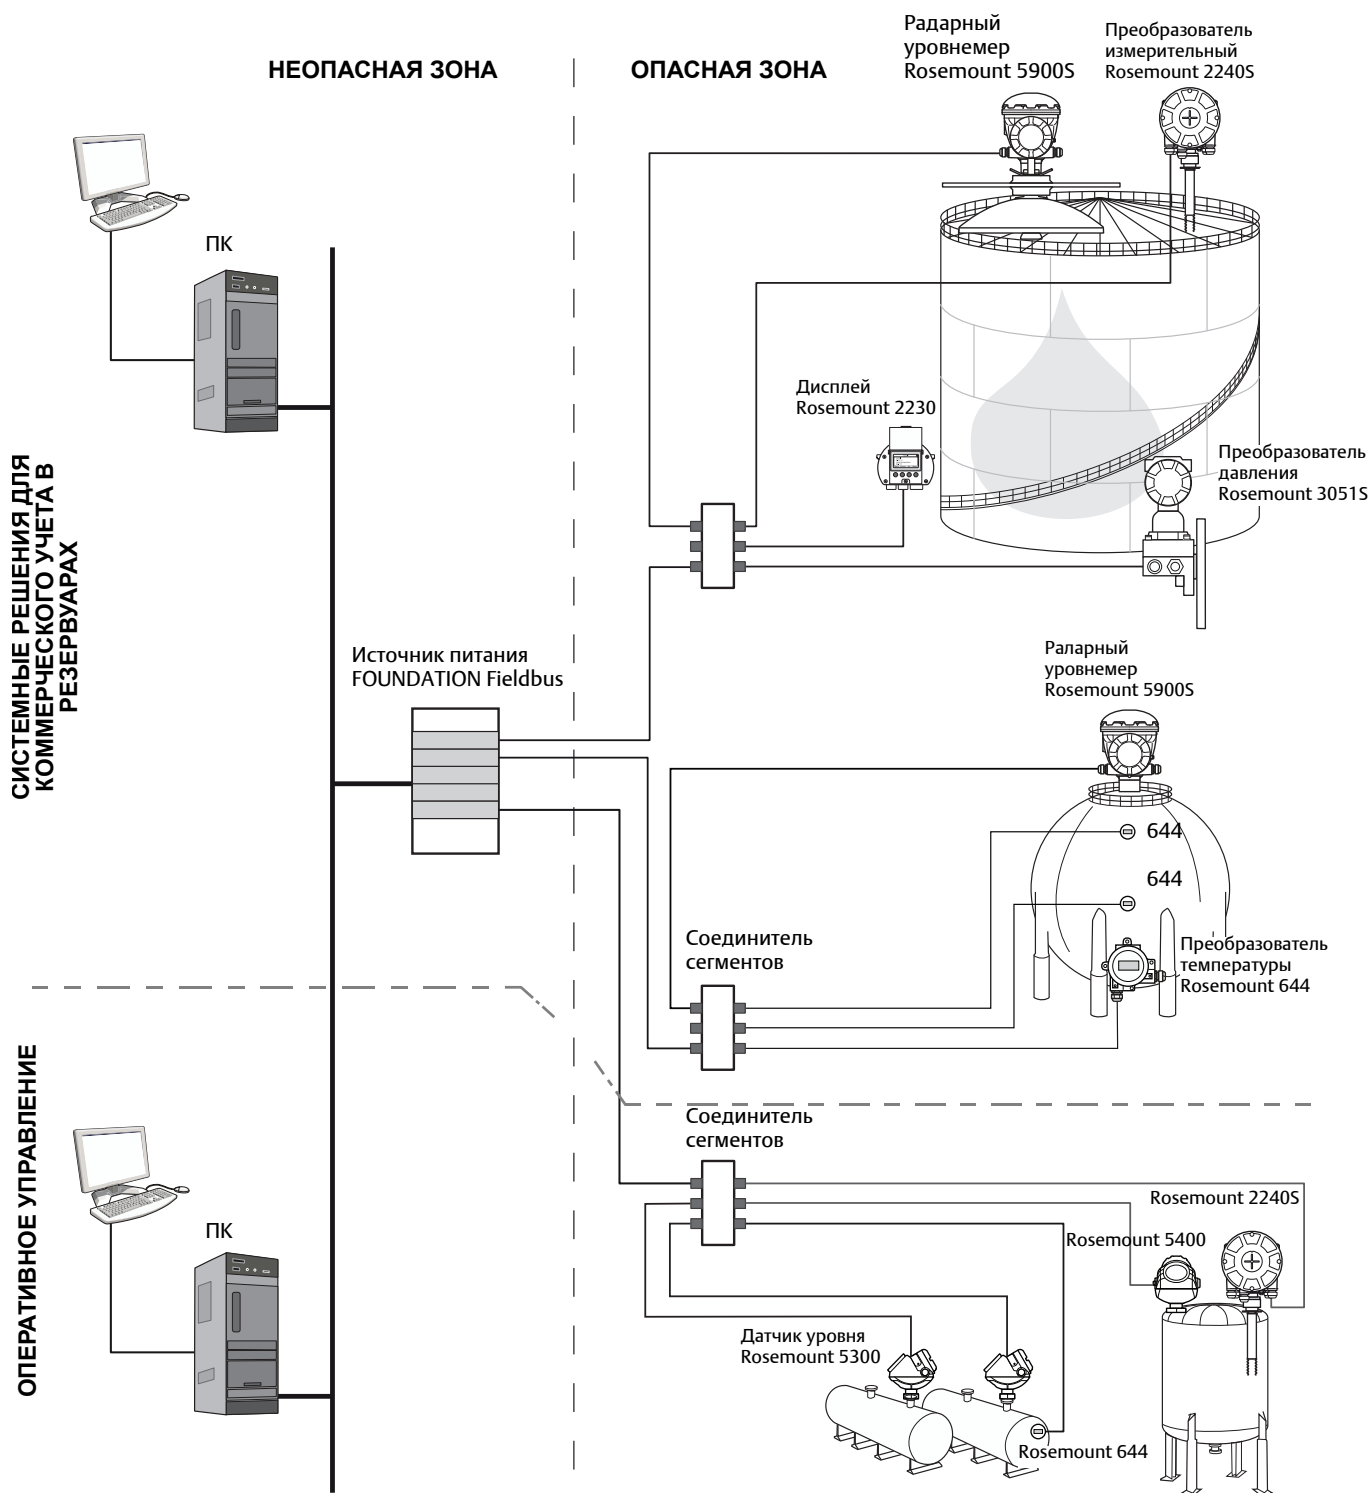 НЕОПАСНАЯ ЗОНА
ОПАСНАЯ ЗОНА
Радарный
уровнемер
Rosemount 5900S
Преобразователь
измерительный
Rosemount 2240S
ПК
Дисплей
Rosemount 2230
Преобразователь
давления
Rosemount 3051S
СИСТЕМНЫЕ РЕШЕНИЯ ДЛЯ
КОММЕРЧЕСКОГО УЧЕТА В
РЕЗЕРВУАРАХ
Источник питания
FOUNDATION Fieldbus
Раларный
уровнемер
Rosemount 5900S
644
644
Соединитель
сегментов
Преобразователь
температуры
Rosemount 644
ОПЕРАТИВНОЕ УПРАВЛЕНИЕ
Соединитель
сегментов
ПК
Rosemount 2240S
Rosemount 5400
Датчик уровня
Rosemount 5300
Rosemount 644